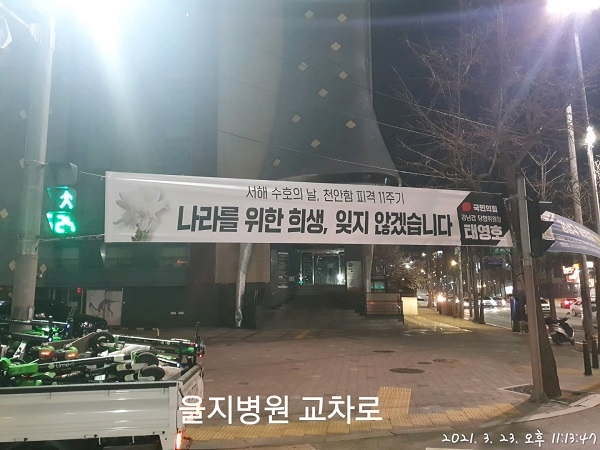 서해 수호의 날, 천안함 피격 11주기
나라를 위한 희생, 잊지 않겠습니다
국민의힘
강남갑 당협위원장
태영호
Lime
을지병원 교차로
2021. 3. 23. 오후 11:13:47